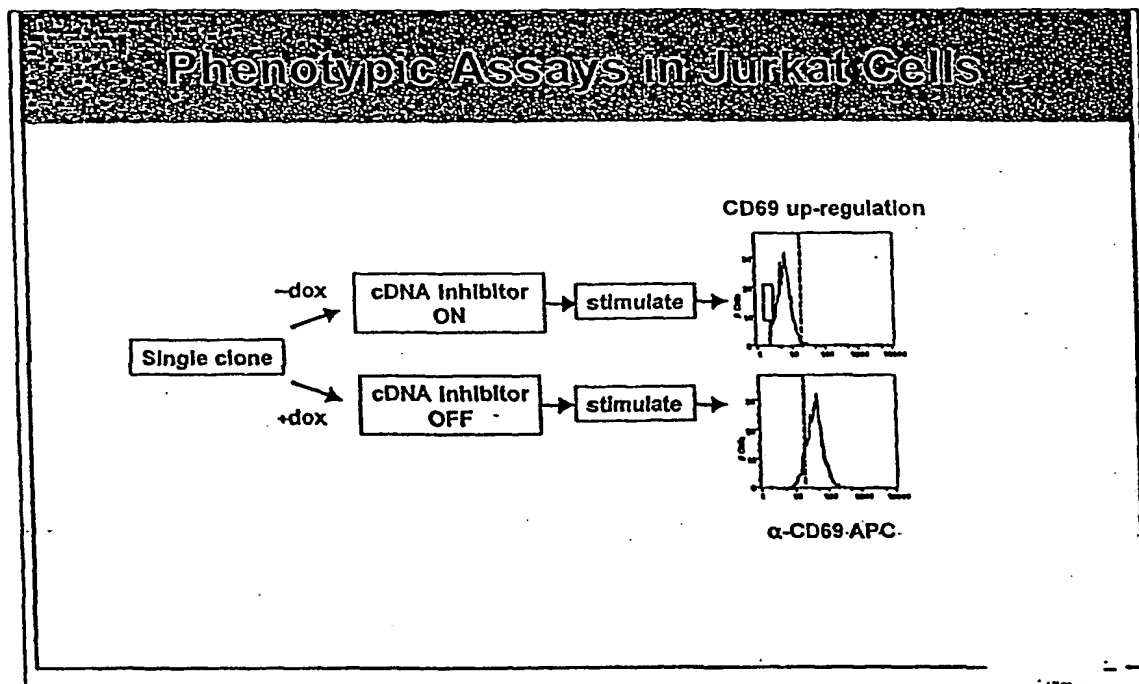 Phenotypic Assays in Jurkat Cells
CD69 up-regulation
−dox
cDNA Inhibitor
ON
stimulate
Single clone
+dox
cDNA Inhibitor
OFF
stimulate
α-CD69-APC